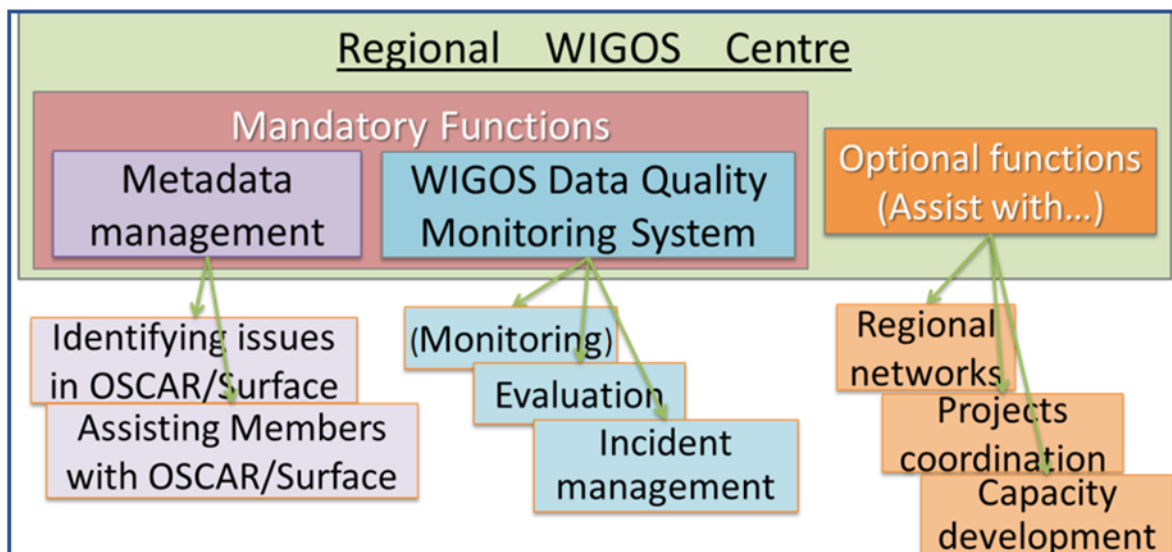 Regional WIGOS Centre
Mandatory Functions
Metadata
management
WIGOS Data Quality
Monitoring System
Optional functions
(Assist with...)
Identifying issues
in OSCAR/Surface
Assisting Members
with OSCAR/Surface
(Monitoring)
Evaluation
Incident
management
Regional
networks
Projects
coordination
Capacity
development